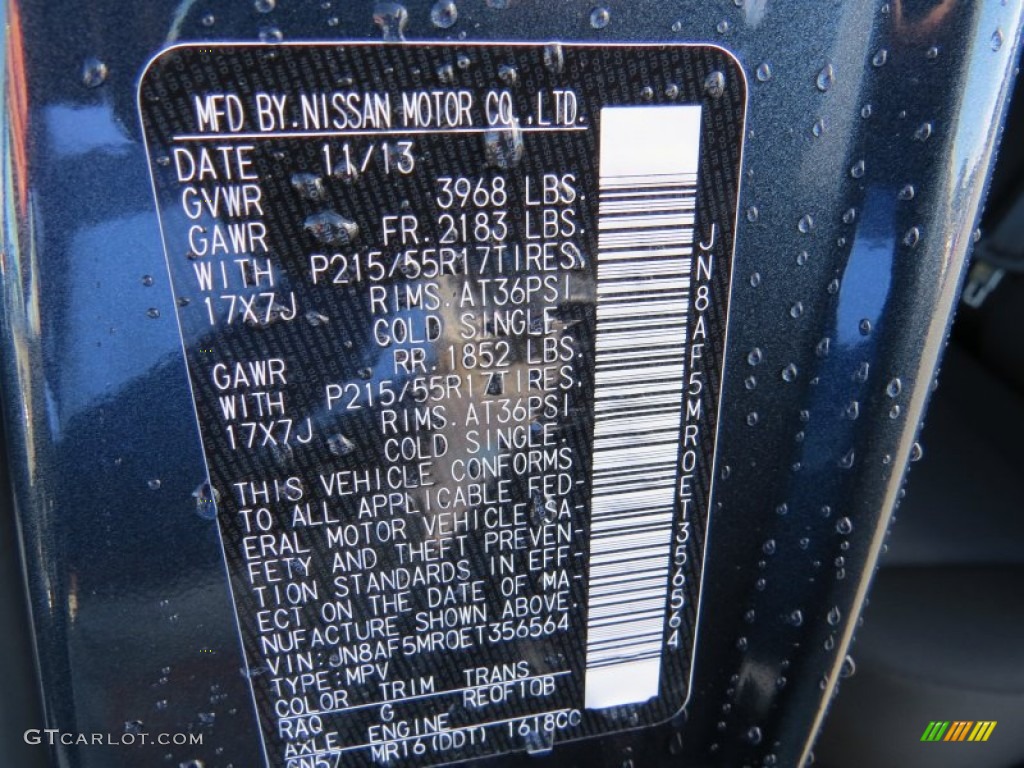 MFD BY.NISSAN MOTOR CO.,LTD.
DATE 11/13
GVWR 3968 LBS.
GAWR FR.2183 LBS.
WITH P215/55R17TIRES.
17X7J RIMS.AT36PSI
COLD SINGLE.
GAWR RR.1852 LBS.
WITH P215/55R17TIRES.
17X7J RIMS.AT36PSI
COLD SINGLE.
THIS VEHICLE CONFORMS
TO ALL APPLICABLE FED-
ERAL MOTOR VEHICLE SA-
FETY AND THEFT PREVEN-
TION STANDARDS IN EFF-
ECT ON THE DATE OF MA-
NUFACTURE SHOWN ABOVE.
VIN:JN8AF5MR0ET356564
TYPE:MPV
COLOR TRIM TRANS
RAQ G RE0F10B
AXLE ENGINE
GN57 MR16(DDT) 1618CC
JN8AF5MR0ET356564
GTCARLOT.COM